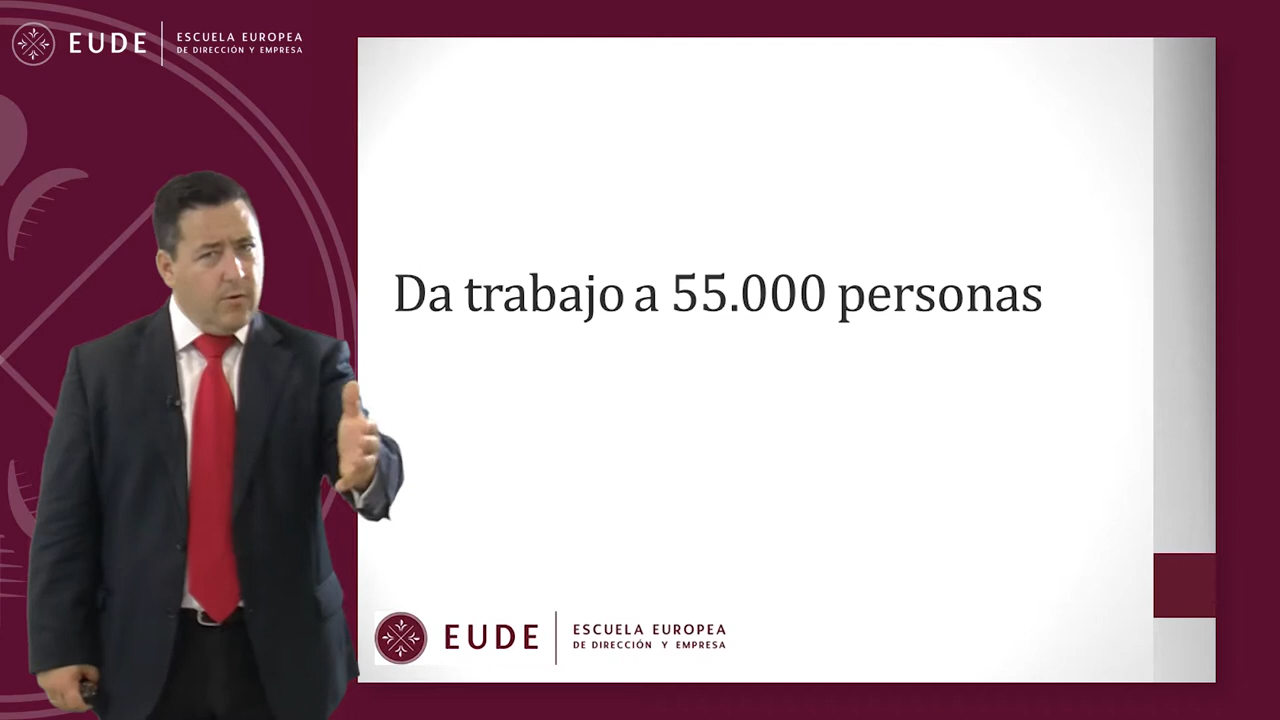 EUDE
ESCUELA EUROPEA
DE DIRECCIÓN Y EMPRESA
Da trabajo a 55.000 personas
EUDE
ESCUELA EUROPEA
DE DIRECCIÓN Y EMPRESA